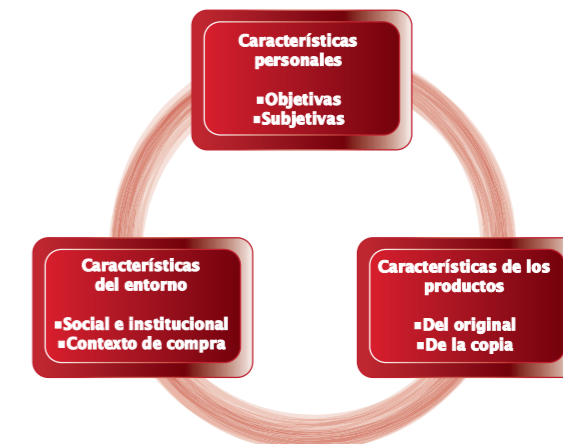 Características
personales
▪Objetivas
▪Subjetivas
Características
del entorno
▪Social e institucional
▪Contexto de compra
Características de los
productos
▪Del original
▪De la copia